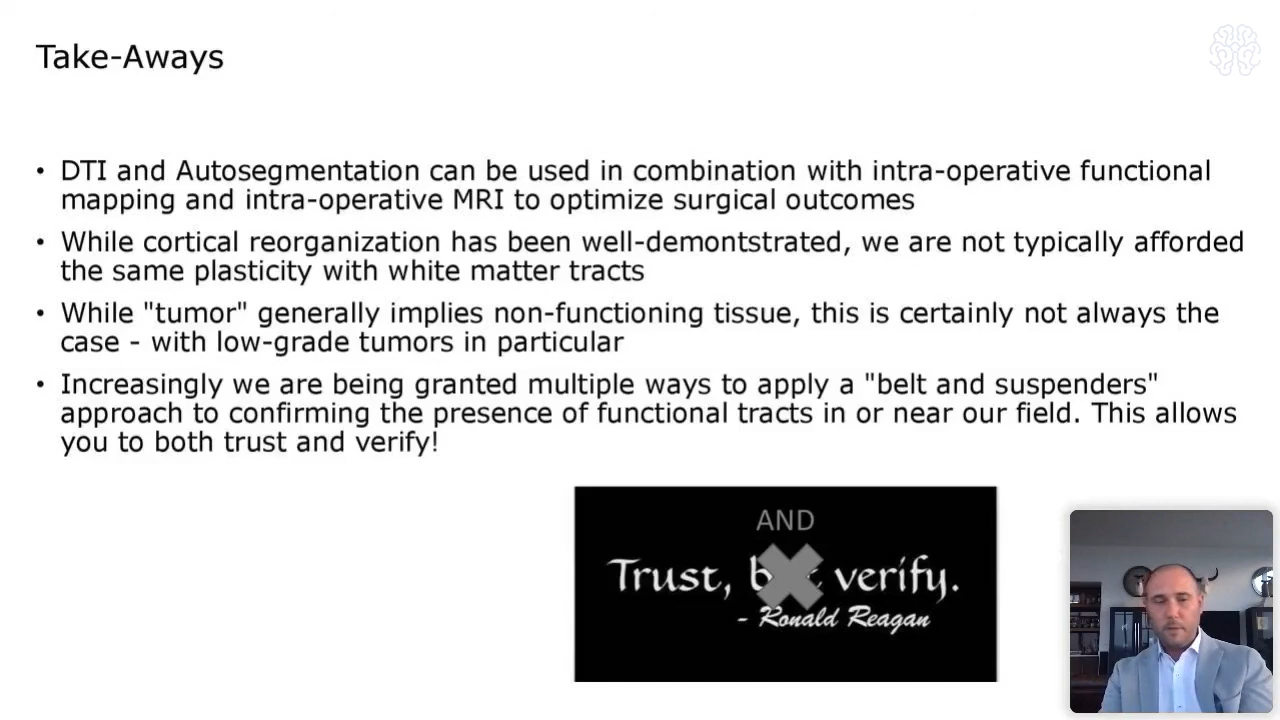 Take-Aways
• DTI and Autosegmentation can be used in combination with intra-operative functional
mapping and intra-operative MRI to optimize surgical outcomes
• While cortical reorganization has been well-demontstrated, we are not typically afforded
the same plasticity with white matter tracts
• While "tumor" generally implies non-functioning tissue, this is certainly not always the
case - with low-grade tumors in particular
• Increasingly we are being granted multiple ways to apply a "belt and suspenders"
approach to confirming the presence of functional tracts in or near our field. This allows
you to both trust and verify!
AND
Trust, verify.
- Ronald Reagan